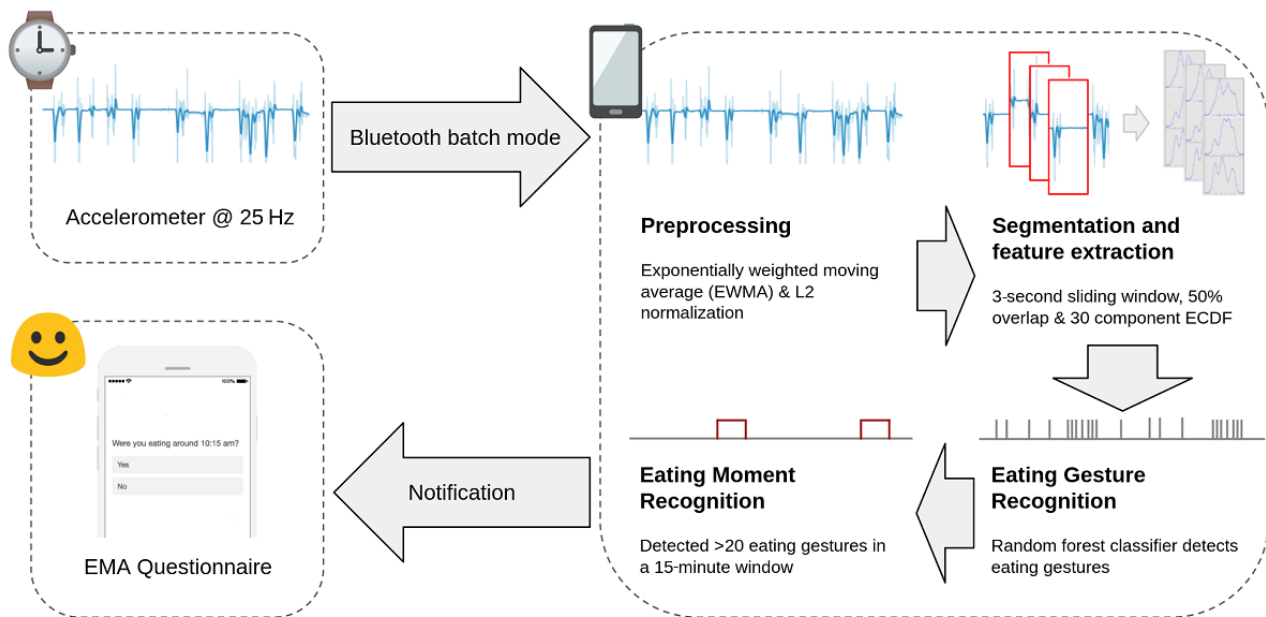 Accelerometer @ 25 Hz
Bluetooth batch mode
Preprocessing
Exponentially weighted moving
average (EWMA) & L2
normalization
Segmentation and
feature extraction
3-second sliding window, 50%
overlap & 30 component ECDF
Eating Gesture
Recognition
Random forest classifier detects
eating gestures
Eating Moment
Recognition
Detected >20 eating gestures in
a 15-minute window
Notification
100%
Were you eating around 10:15 am?
Yes
No
EMA Questionnaire